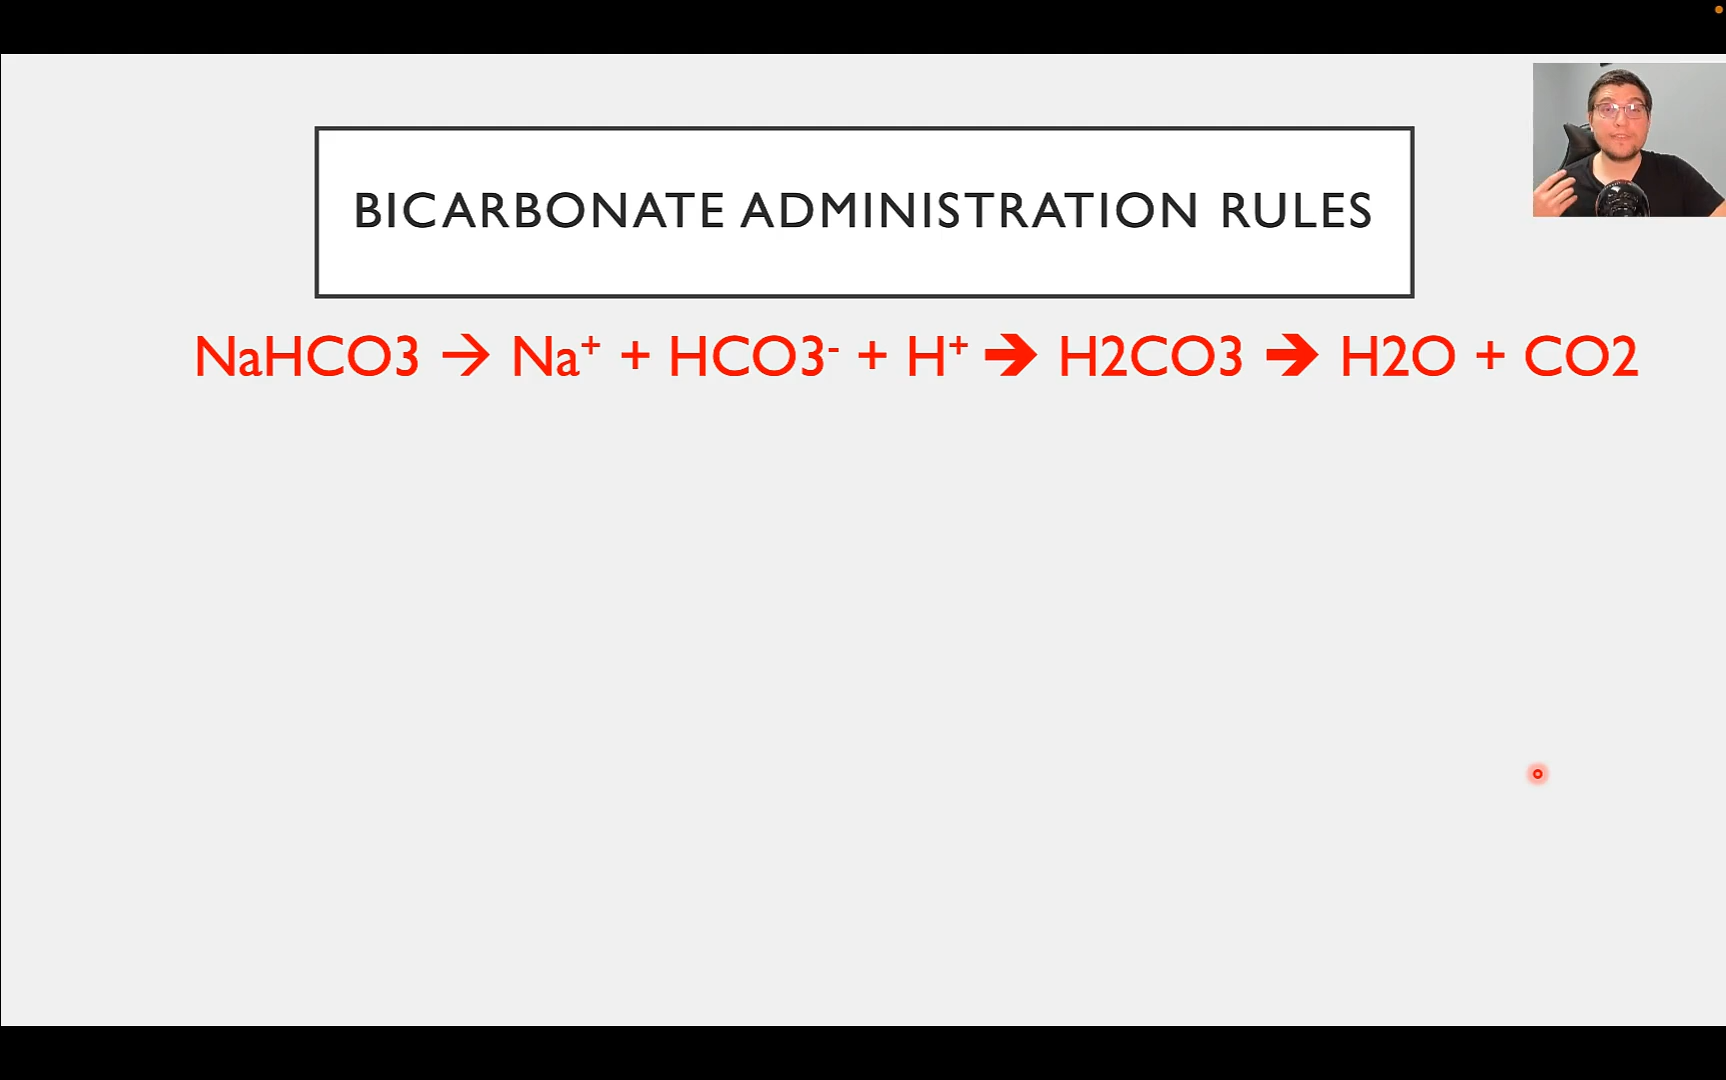 BICARBONATE ADMINISTRATION RULES
NaHCO3 → Na⁺ + HCO3⁻ + H⁺ 🡺 H2CO3 🡺 H2O + CO2